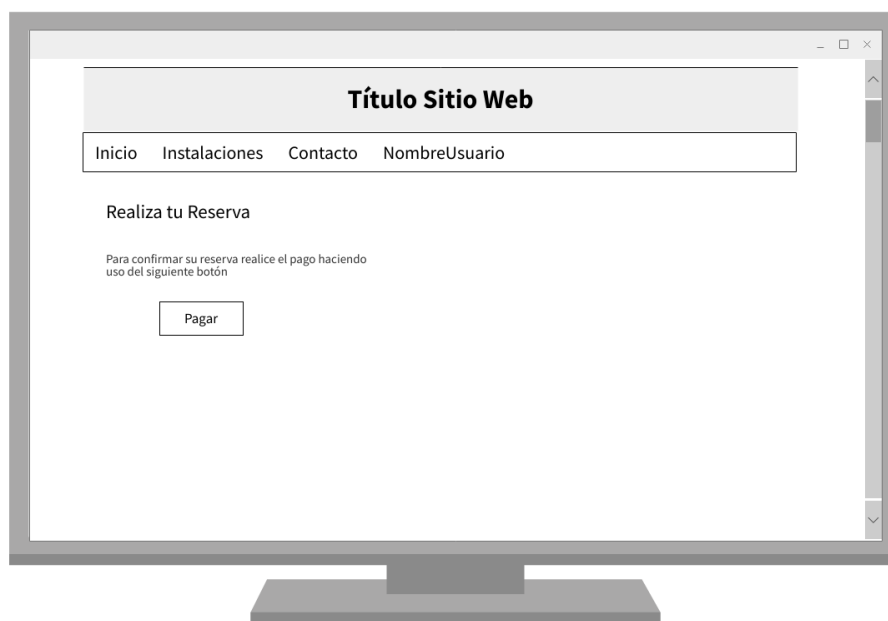 Título Sitio Web
Inicio Instalaciones Contacto NombreUsuario
Realiza tu Reserva
Para confirmar su reserva realice el pago haciendo
uso del siguiente botón
Pagar